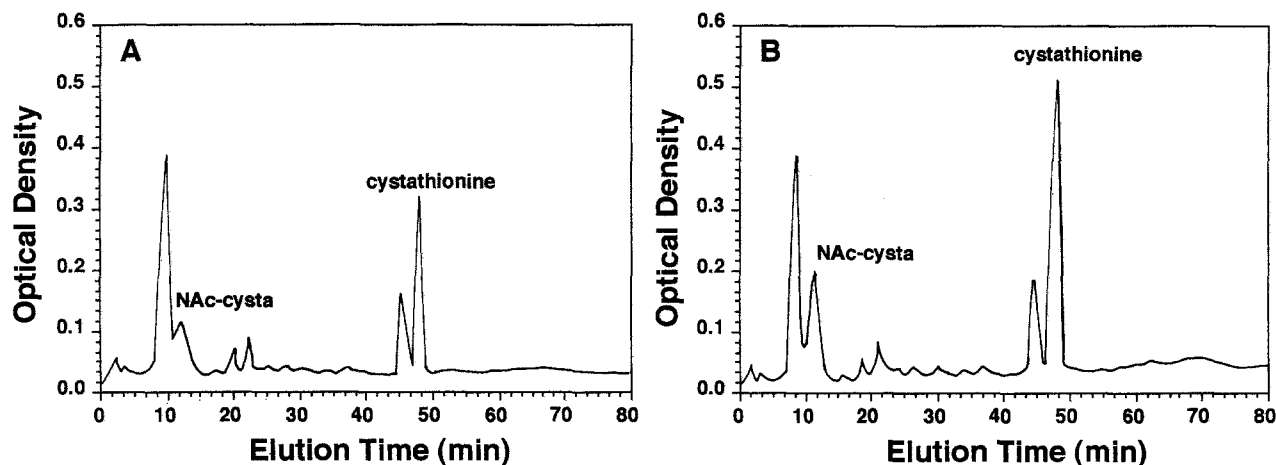 A
0.6
0.5
0.4
0.3
0.2
0.1
0.0
Optical Density
NAc-cysta
cystathionine
0 10 20 30 40 50 60 70 80
Elution Time (min)
B
0.6
0.5
0.4
0.3
0.2
0.1
0.0
Optical Density
NAc-cysta
cystathionine
0 10 20 30 40 50 60 70 80
Elution Time (min)